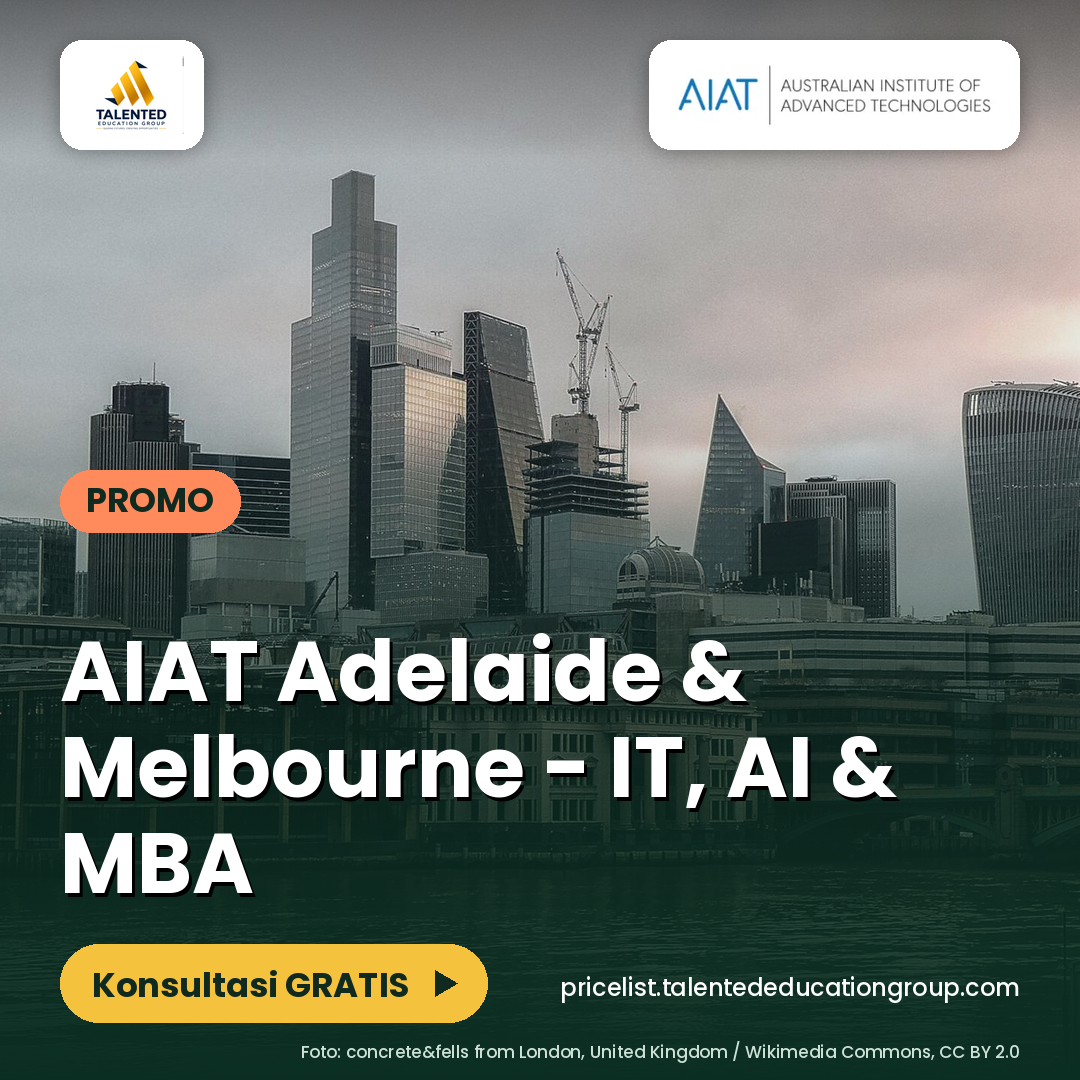 TALENTED
EDUCATION GROUP
AIAT
AUSTRALIAN INSTITUTE OF
ADVANCED TECHNOLOGIES
PROMO
AIAT Adelaide &
Melbourne - IT, AI &
MBA
Konsultasi GRATIS
pricelist.talentededucationgroup.com
Foto: concrete&fells from London, United Kingdom / Wikimedia Commons, CC BY 2.0